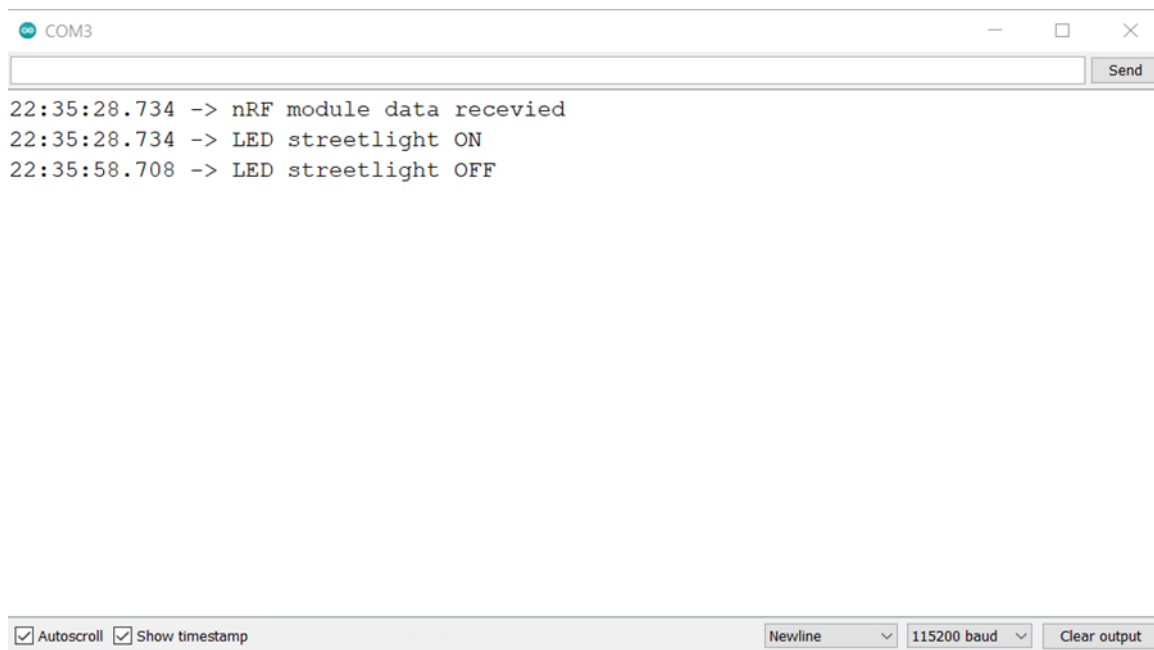 COM3
Send
22:35:28.734 -> nRF module data recevied
22:35:28.734 -> LED streetlight ON
22:35:58.708 -> LED streetlight OFF
Autoscroll Show timestamp Newline 115200 baud Clear output